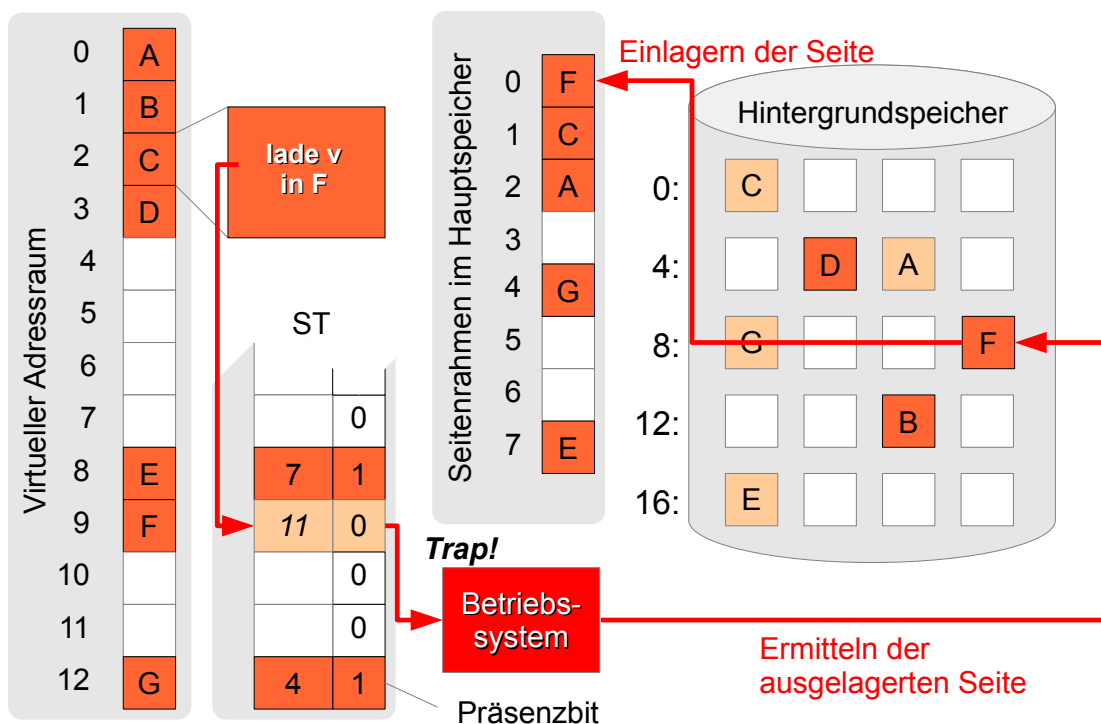 Virtueller Adressraum
0 A
1 B
2 C
3 D
4
5
6
7
8 E
9 F
10
11
12 G
lade v
in F
ST
0
7 1
11 0
0
0
4 1
Präsenzbit
Trap!
Betriebs-
system
Seitenrahmen im Hauptspeicher
0 F
1 C
2 A
3
4 G
5
6
7 E
Einlagern der Seite
Hintergrundspeicher
0: C
4: D A
8: G F
12: B
16: E
Ermitteln der
ausgelagerten Seite